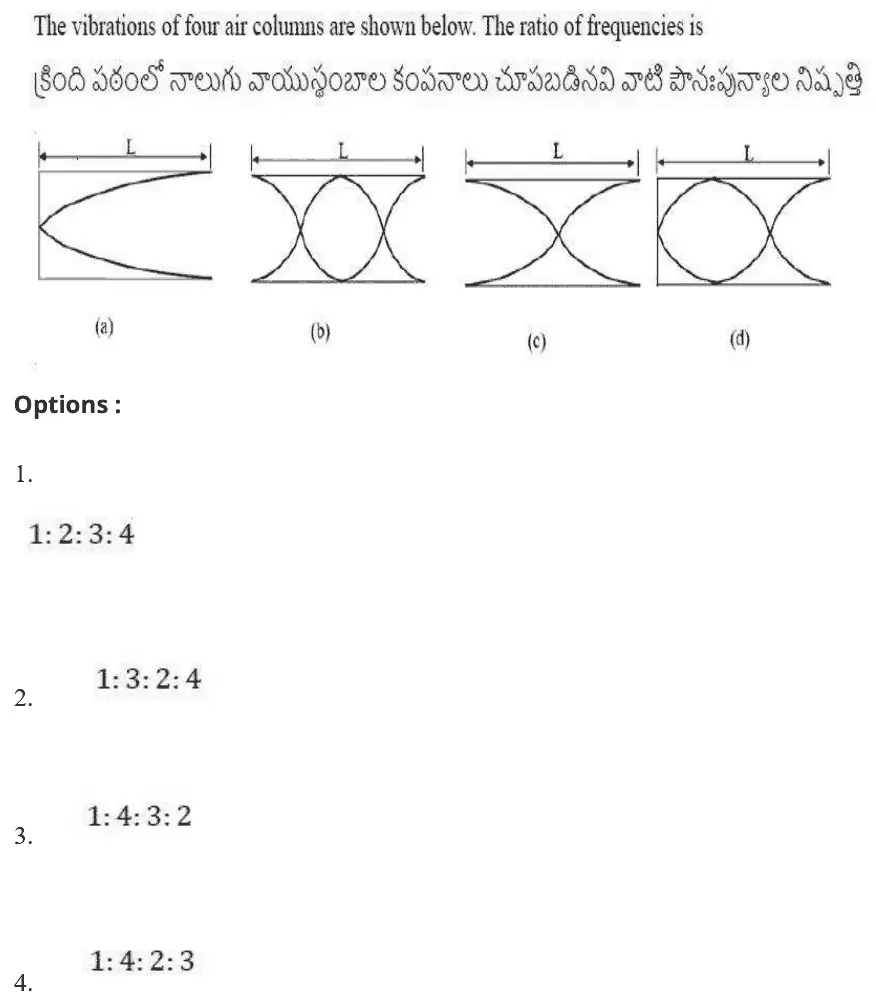 The vibrations of four air columns are shown below. The ratio of frequencies is
క్రింది పఠంలో నాలుగు వాయుస్థంబాల కంపనాలు చూపబడినవి వాటి పౌనఃపున్యాల నిష్పత్తి
L L L L
(a) (b) (c) (d)
Options :
1.
1: 2: 3: 4
1: 3: 2: 4
2.
1: 4: 3: 2
3.
1: 4: 2: 3
4.